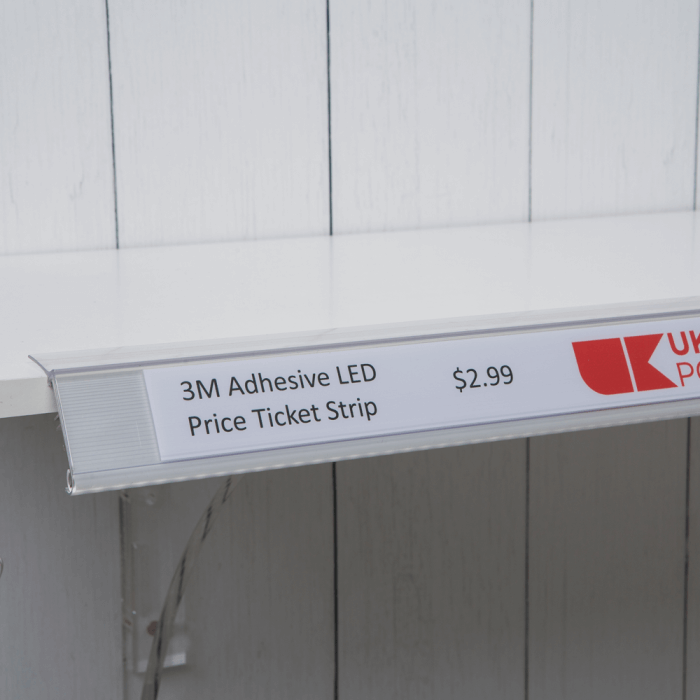 3M Adhesive LED
Price Ticket Strip
$2.99
UK